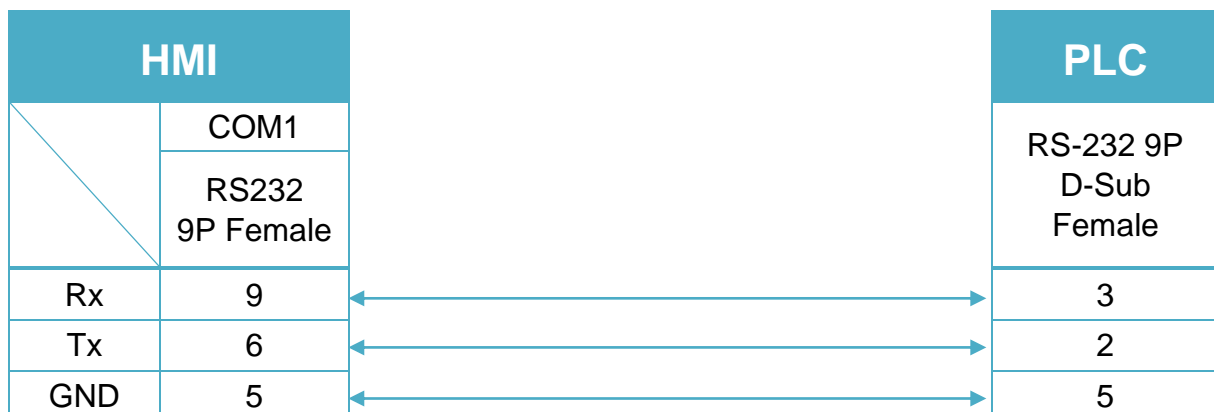 HMI
PLC
COM1
RS232
9P Female
RS-232 9P
D-Sub
Female
Rx 9 3
Tx 6 2
GND 5 5